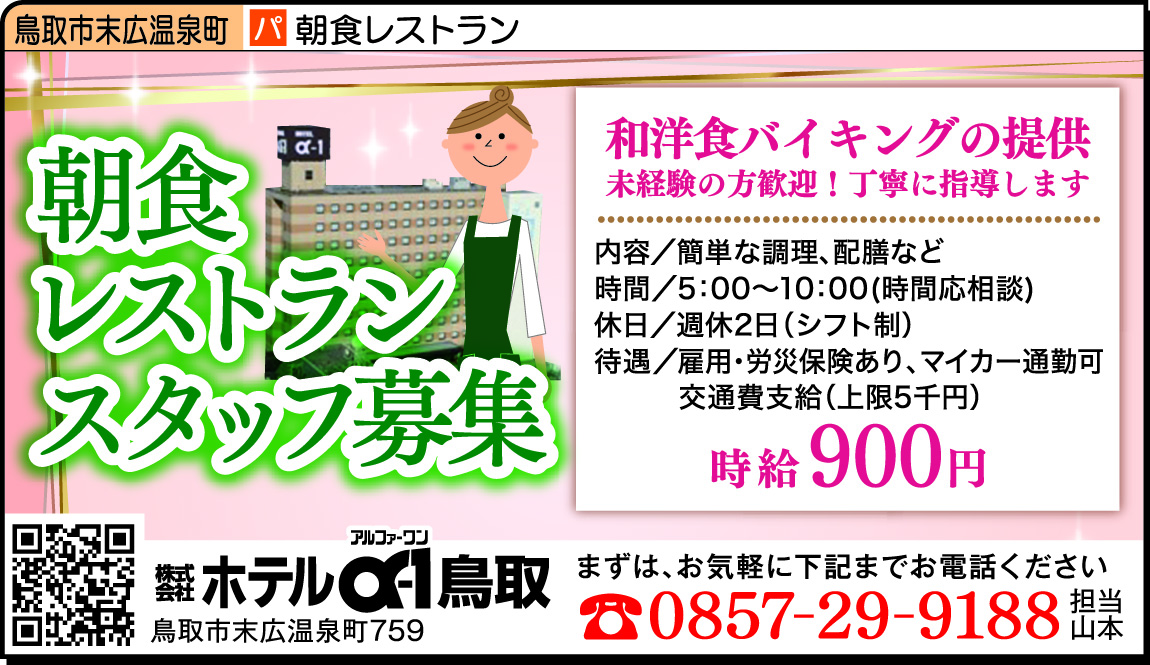 鳥取市末広温泉町 パ 朝食レストラン
朝食
レストラン
スタッフ募集
α-1
和洋食バイキングの提供
未経験の方歓迎！丁寧に指導します
内容／簡単な調理、配膳など
時間／5：00〜10：00(時間応相談)
休日／週休2日（シフト制）
待遇／雇用・労災保険あり、マイカー通勤可
交通費支給（上限5千円）
時給900円
株式会社 ホテルα-1鳥取
アルファーワン
鳥取市末広温泉町759
まずは、お気軽に下記までお電話ください
☎0857-29-9188 担当 山本